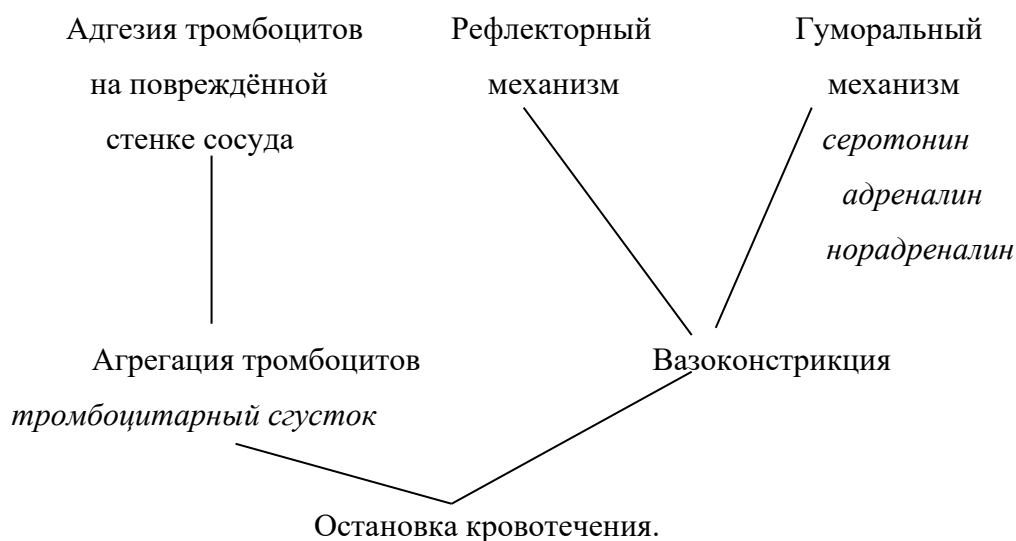 Адгезия тромбоцитов
на повреждённой
стенке сосуда
Рефлекторный
механизм
Гуморальный
механизм
серотонин
адреналин
норадреналин
Агрегация тромбоцитов
тромбоцитарный сгусток
Вазоконстрикция
Остановка кровотечения.